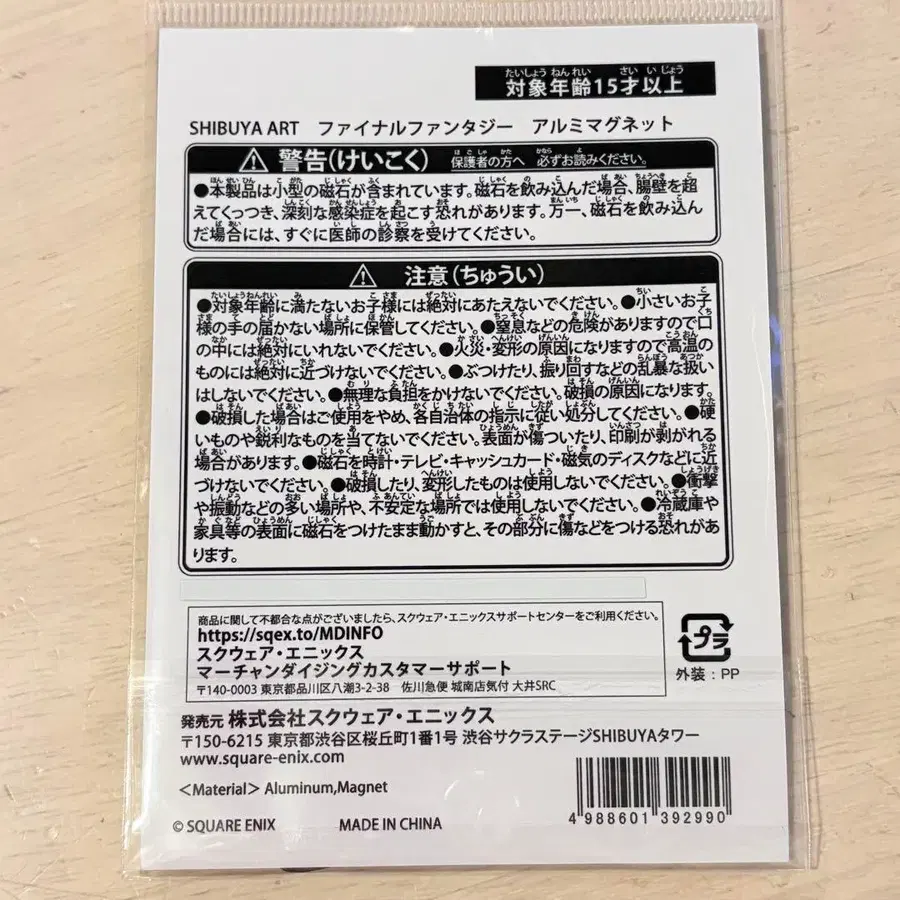 対象年齢15才以上
SHIBUYA ART ファイナルファンタジー アルミマグネット
⚠ 警告(けいこく) 保護者の方へ 必ずお読みください。
●本製品は小型の磁石が含まれています。磁石を飲み込んだ場合、腸壁を超
えてくっつき、深刻な感染症を起こす恐れがあります。万一、磁石を飲み込ん
だ場合には、すぐに医師の診察を受けてください。
⚠ 注意(ちゅうい)
●対象年齢に満たないお子様には絶対にあたえないでください。●小さいお子
様の手の届かない場所に保管してください。●窒息などの危険がありますので口
の中には絶対にいれないでください。●火災・変形の原因になりますので高温の
ものには絶対に近づけないでください。●ぶつけたり、振り回すなどの乱暴な扱い
はしないでください。●無理な負担をかけないでください。破損の原因になります。
●破損した場合はご使用をやめ、各自治体の指示に従い処分してください。●硬
いものや鋭利なものを当てないでください。表面が傷ついたり、印刷が剥がれる
場合があります。●磁石を時計・テレビ・キャッシュカード・磁気のディスクなどに近
づけないでください。●破損したり、変形したものは使用しないでください。●衝撃
や振動などの多い場所や、不安定な場所では使用しないでください。●冷蔵庫や
家具等の表面に磁石をつけたまま動かすと、その部分に傷などをつける恐れがあ
ります。
商品に関して不都合な点がございましたら、スクウェア・エニックスサポートセンターをご利用ください。
https://sqex.to/MDINFO
スクウェア・エニックス
マーチャンダイジングカスタマーサポート
〒140-0003 東京都品川区八潮3-2-38 佐川急便 城南店気付 大井SRC
プラ
外装:PP
発売元 株式会社スクウェア・エニックス
〒150-6215 東京都渋谷区桜丘町1番1号 渋谷サクラステージSHIBUYAタワー
www.square-enix.com
<Material> Aluminum,Magnet
© SQUARE ENIX MADE IN CHINA
4 988601 392990